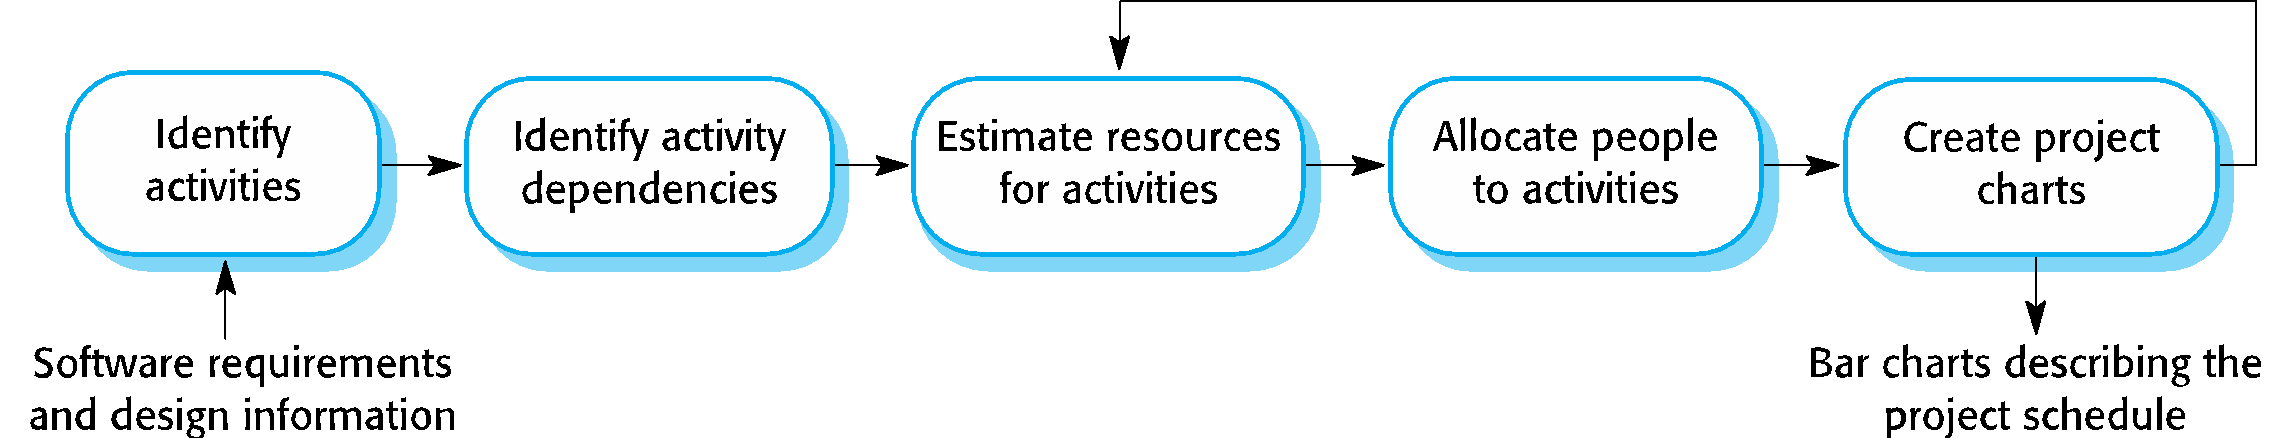 Identify
activities
Identify activity
dependencies
Estimate resources
for activities
Allocate people
to activities
Create project
charts
Software requirements
and design information
Bar charts describing the
project schedule